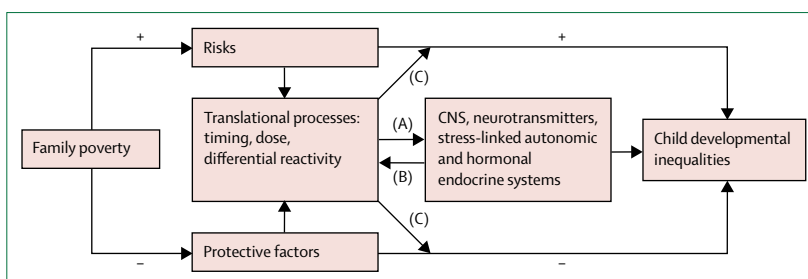 +
+
Risks
(C)
Translational processes:
timing, dose,
differential reactivity
(A)
(B)
CNS, neurotransmitters,
stress-linked autonomic
and hormonal
endocrine systems
Child developmental
inequalities
Family poverty
(C)
Protective factors
–
–